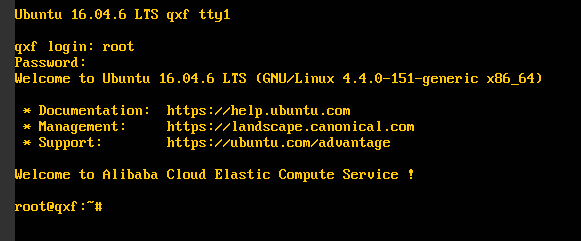 Ubuntu 16.04.6 LTS qxf tty1
qxf login: root
Password:
Welcome to Ubuntu 16.04.6 LTS (GNU/Linux 4.4.0-151-generic x86_64)
* Documentation:  https://help.ubuntu.com
* Management:     https://landscape.canonical.com
* Support:        https://ubuntu.com/advantage
Welcome to Alibaba Cloud Elastic Compute Service !
root@qxf:~#